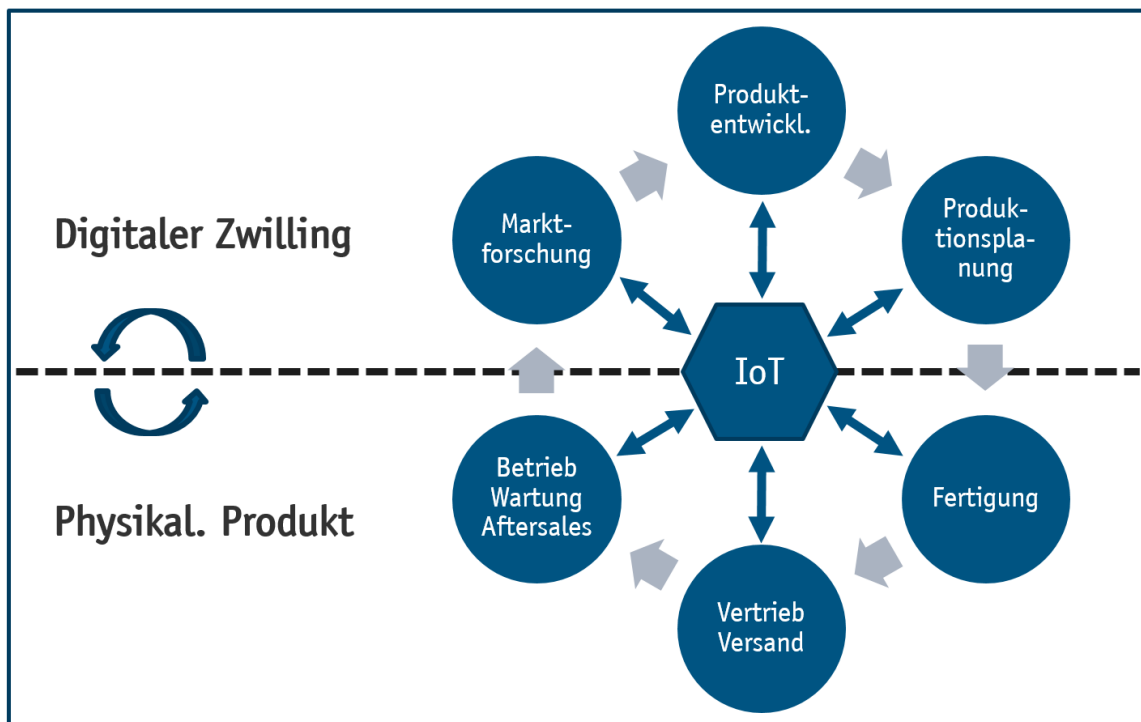 Produkt-
entwickl.
Markt-
forschung
Produk-
tionspla-
nung
Digitaler Zwilling
IoT
Betrieb
Wartung
Aftersales
Fertigung
Physikal. Produkt
Vertrieb
Versand